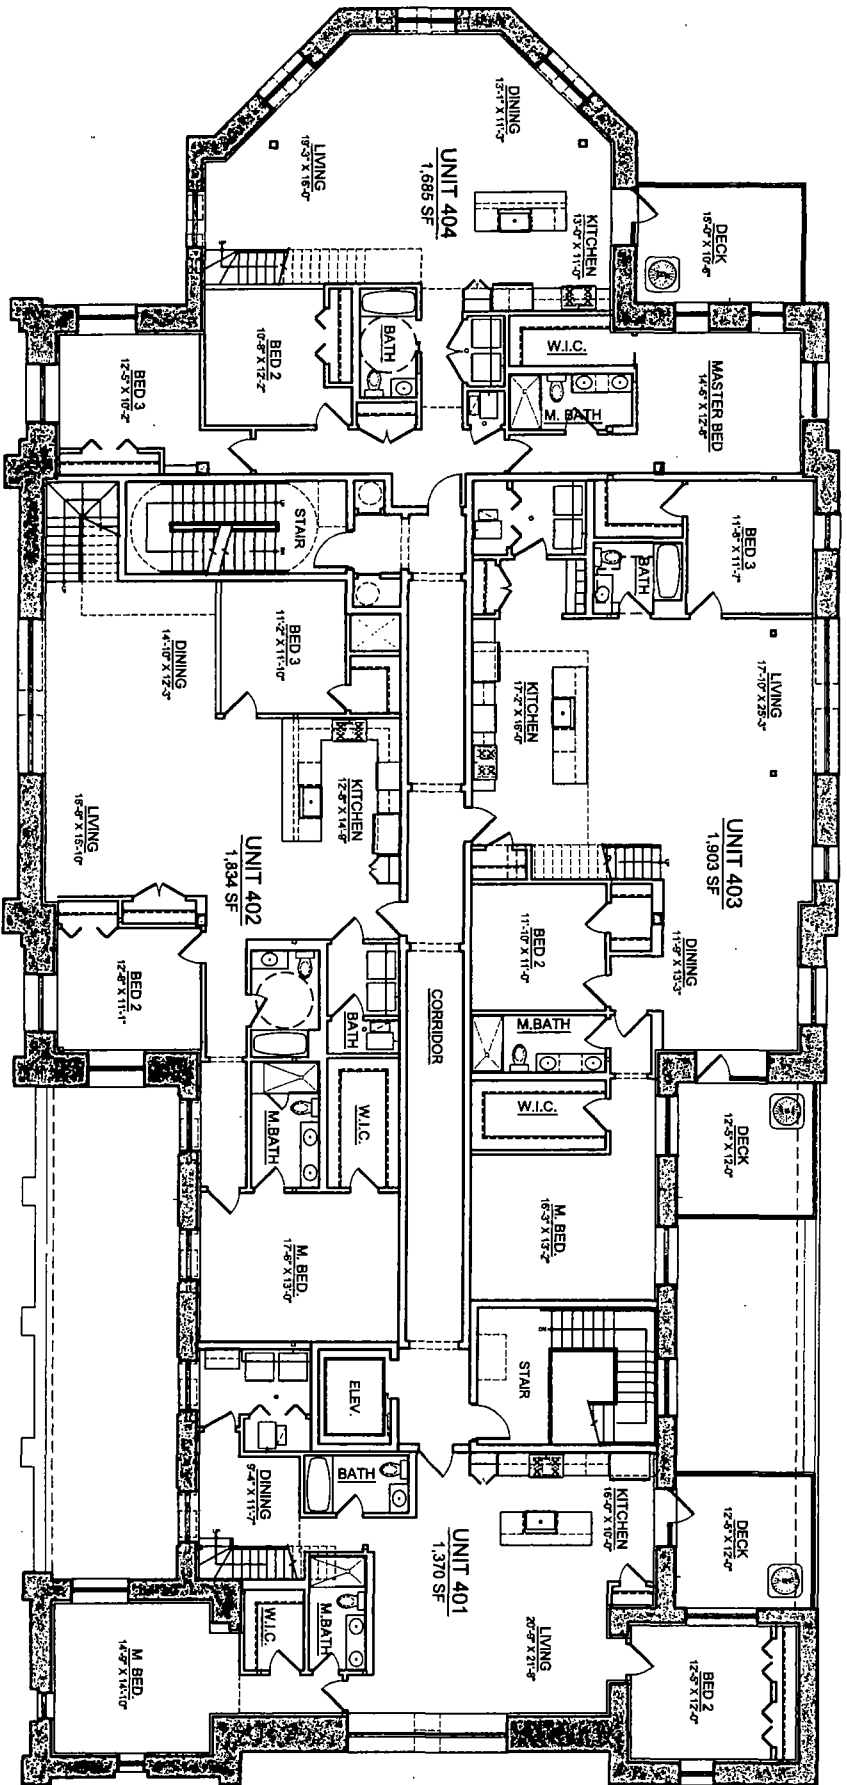 DECK
15'-0" X 10'-6"
KITCHEN
13'-0" X 11'-0"
DINING
13'-1" X 11'-3"
UNIT 404
1,685 SF
LIVING
19'-3" X 16'-0"
MASTER BED
14'-6" X 12'-8"
W.I.C.
M. BATH
BATH
BED 2
10'-8" X 12'-2"
BED 3
12'-5" X 10'-2"
STAIR
BED 3
11'-8" X 11'-7"
BATH
LIVING
17'-10" X 25'-3"
KITCHEN
17'-2" X 16'-0"
UNIT 403
1,903 SF
DINING
11'-9" X 13'-3"
BED 2
11'-10" X 11'-0"
M.BATH
W.I.C.
DECK
12'-5" X 12'-0"
M. BED.
16'-3" X 13'-2"
CORRIDOR
BED 3
11'-2" X 11'-10"
DINING
14'-10" X 12'-3"
KITCHEN
12'-8" X 14'-9"
LIVING
15'-8" X 15'-10"
UNIT 402
1,834 SF
BED 2
12'-8" X 11'-1"
BATH
W.I.C.
M.BATH
M. BED.
17'-6" X 13'-0"
STAIR
ELEV.
DECK
12'-5" X 12'-0"
KITCHEN
16'-0" X 10'-0"
BATH
DINING
9'-4" X 11'-7"
UNIT 401
1,370 SF
LIVING
20'-9" X 21'-8"
M.BATH
W.I.C.
BED 2
12'-5" X 12'-0"
M BED.
14'-9" X 14'-10"